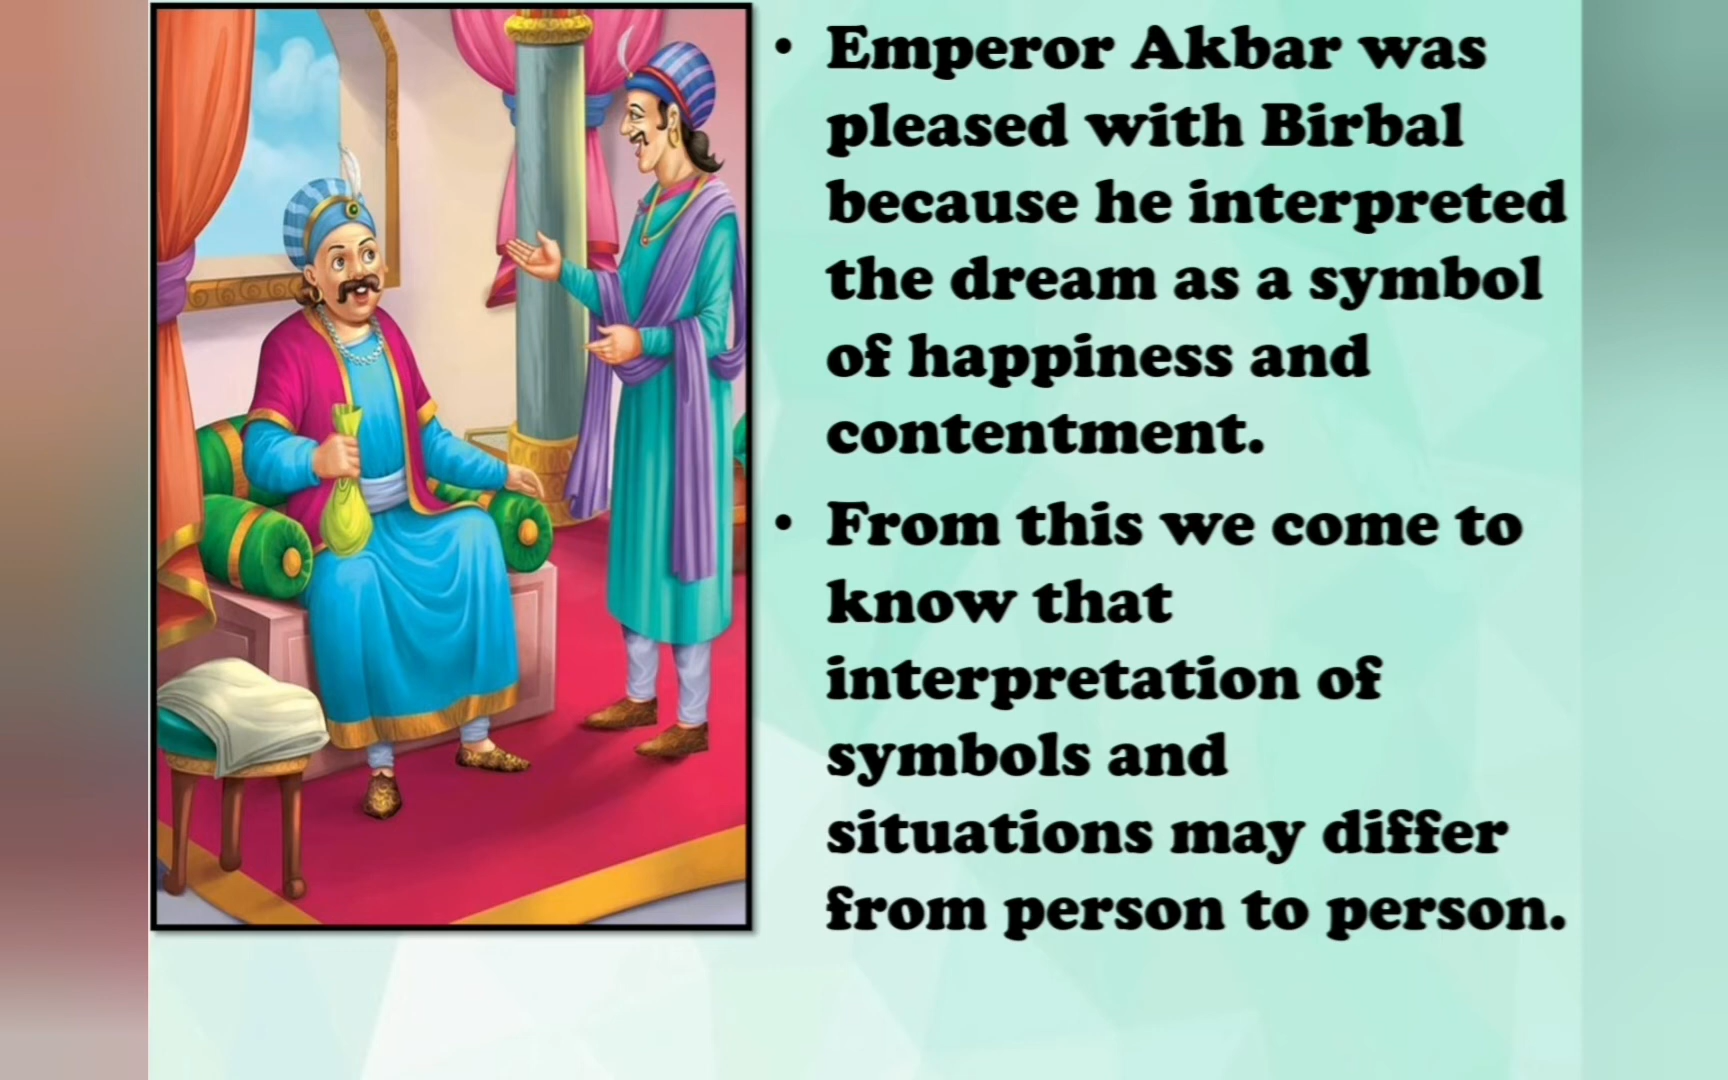 • Emperor Akbar was
pleased with Birbal
because he interpreted
the dream as a symbol
of happiness and
contentment.
• From this we come to
know that
interpretation of
symbols and
situations may differ
from person to person.